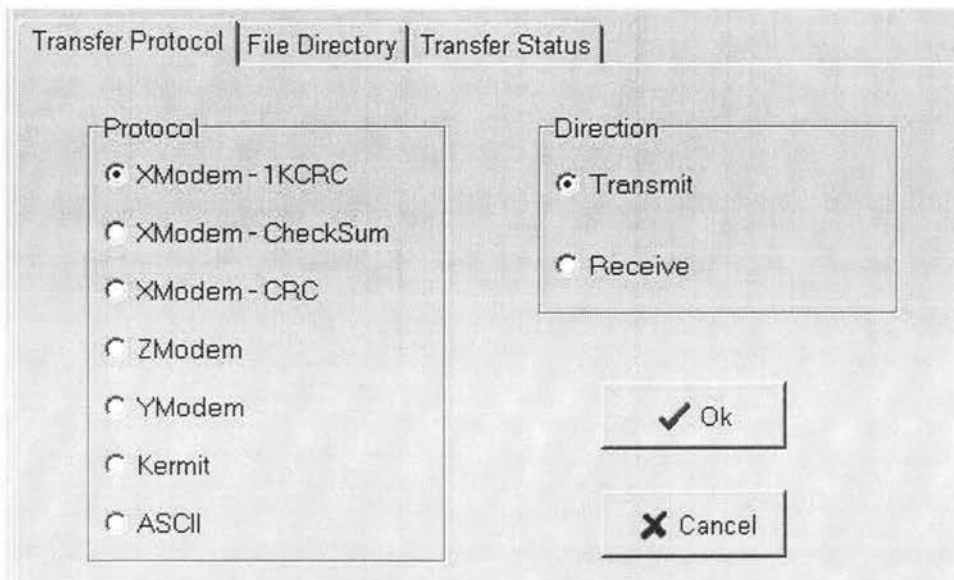 Transfer Protocol
File Directory
Transfer Status
Protocol
XModem - 1KCRC
XModem - CheckSum
XModem - CRC
ZModem
YModem
Kermit
ASCII
Direction
Transmit
Receive
Ok
Cancel